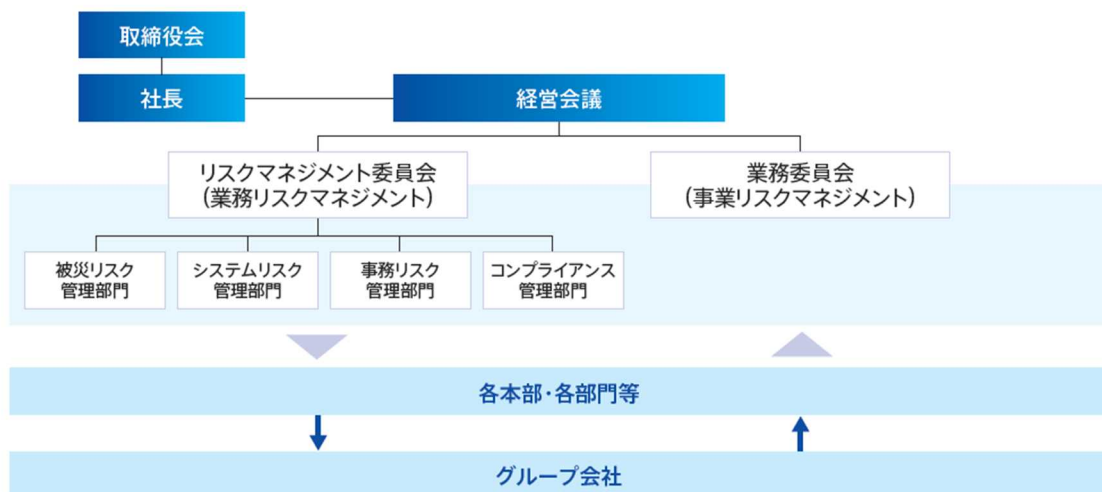 取締役会
社長
経営会議
リスクマネジメント委員会
(業務リスクマネジメント)
業務委員会
(事業リスクマネジメント)
被災リスク
管理部門
システムリスク
管理部門
事務リスク
管理部門
コンプライアンス
管理部門
各本部・各部門等
グループ会社